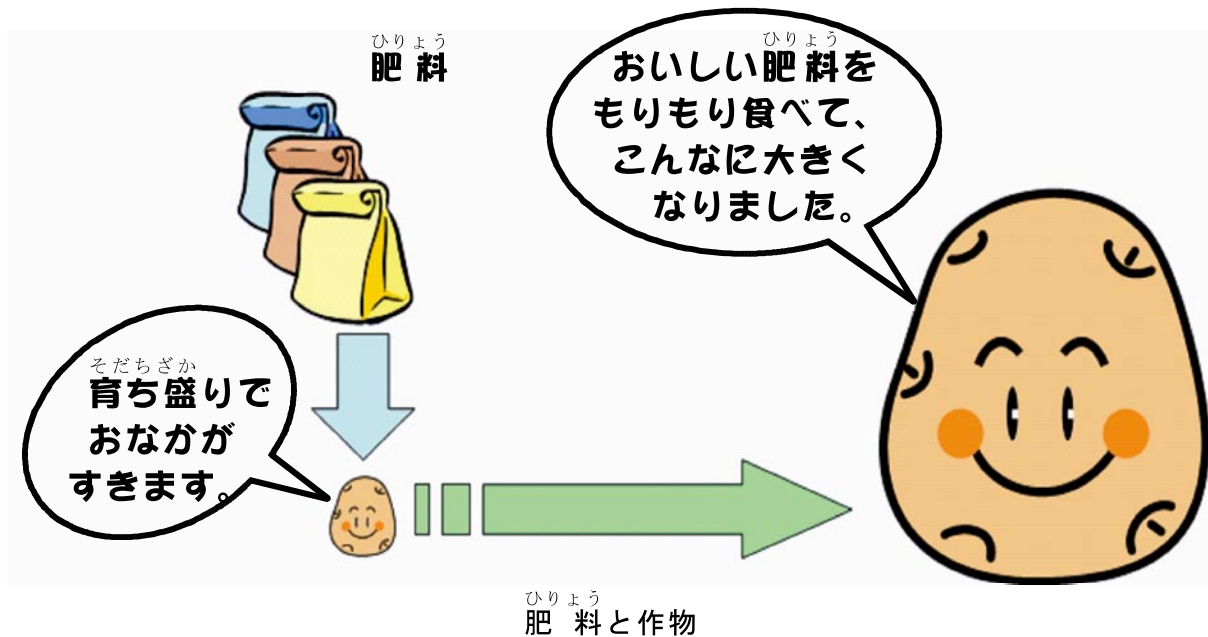 ひりょう
肥料
ひりょう
おいしい肥料を
もりもり食べて、
こんなに大きく
なりました。
そだちざか
育ち盛りで
おなかが
すきます。
ひりょう
肥料と作物